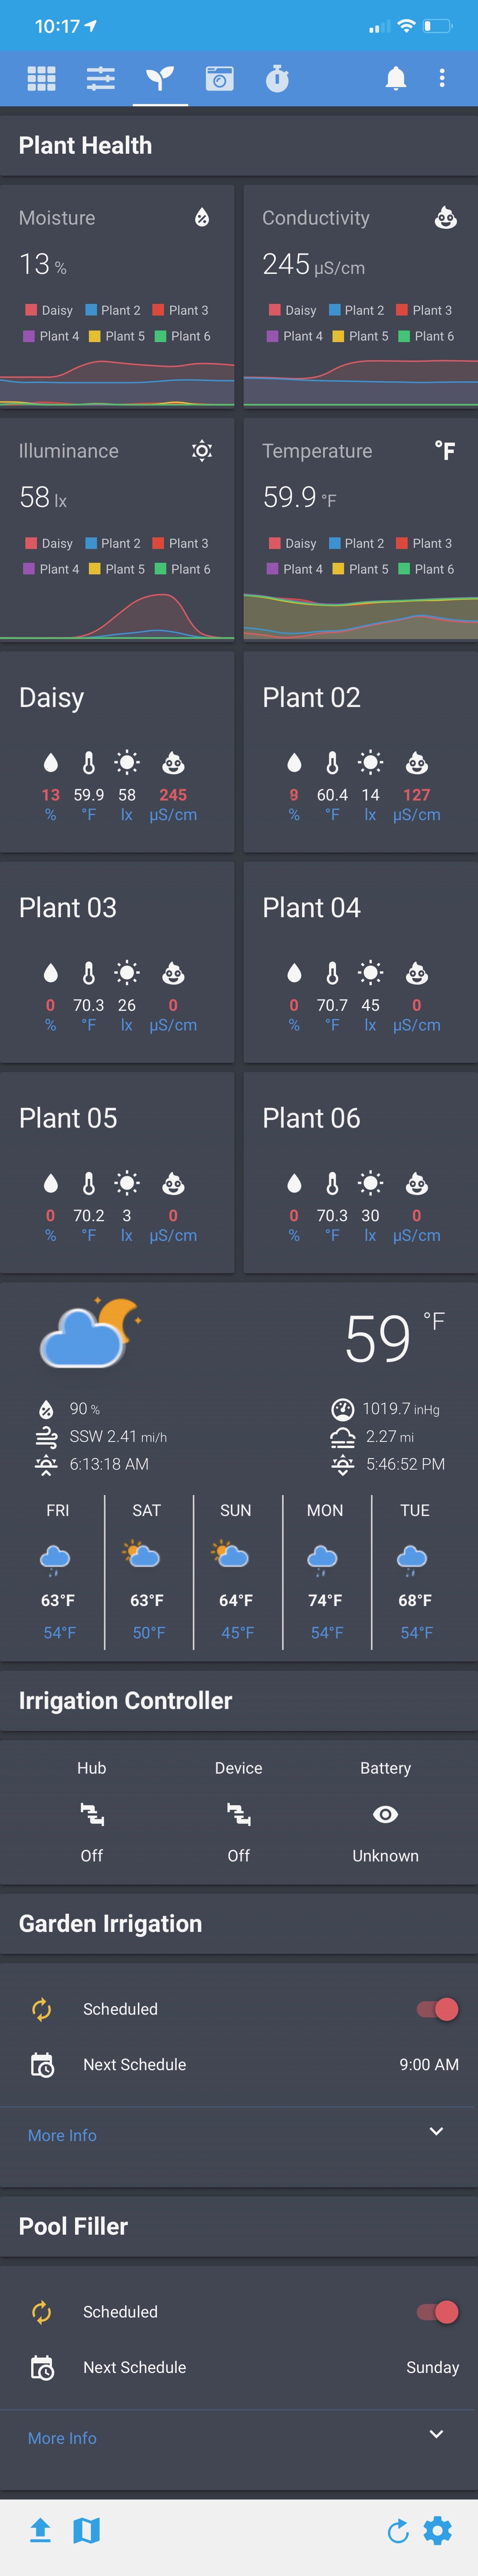 10:17
Plant Health
Moisture
13 %
Daisy Plant 2 Plant 3
Plant 4 Plant 5 Plant 6
Conductivity
245 µS/cm
Daisy Plant 2 Plant 3
Plant 4 Plant 5 Plant 6
Illuminance
58 lx
Daisy Plant 2 Plant 3
Plant 4 Plant 5 Plant 6
Temperature °F
59.9 °F
Daisy Plant 2 Plant 3
Plant 4 Plant 5 Plant 6
Daisy
13 59.9 58 245
% °F lx µS/cm
Plant 02
9 60.4 14 127
% °F lx µS/cm
Plant 03
0 70.3 26 0
% °F lx µS/cm
Plant 04
0 70.7 45 0
% °F lx µS/cm
Plant 05
0 70.2 3 0
% °F lx µS/cm
Plant 06
0 70.3 30 0
% °F lx µS/cm
59 °F
90 % 1019.7 inHg
SSW 2.41 mi/h 2.27 mi
6:13:18 AM 5:46:52 PM
FRI SAT SUN MON TUE
63°F 63°F 64°F 74°F 68°F
54°F 50°F 45°F 54°F 54°F
Irrigation Controller
Hub Device Battery
Off Off Unknown
Garden Irrigation
Scheduled
Next Schedule 9:00 AM
More Info
Pool Filler
Scheduled
Next Schedule Sunday
More Info